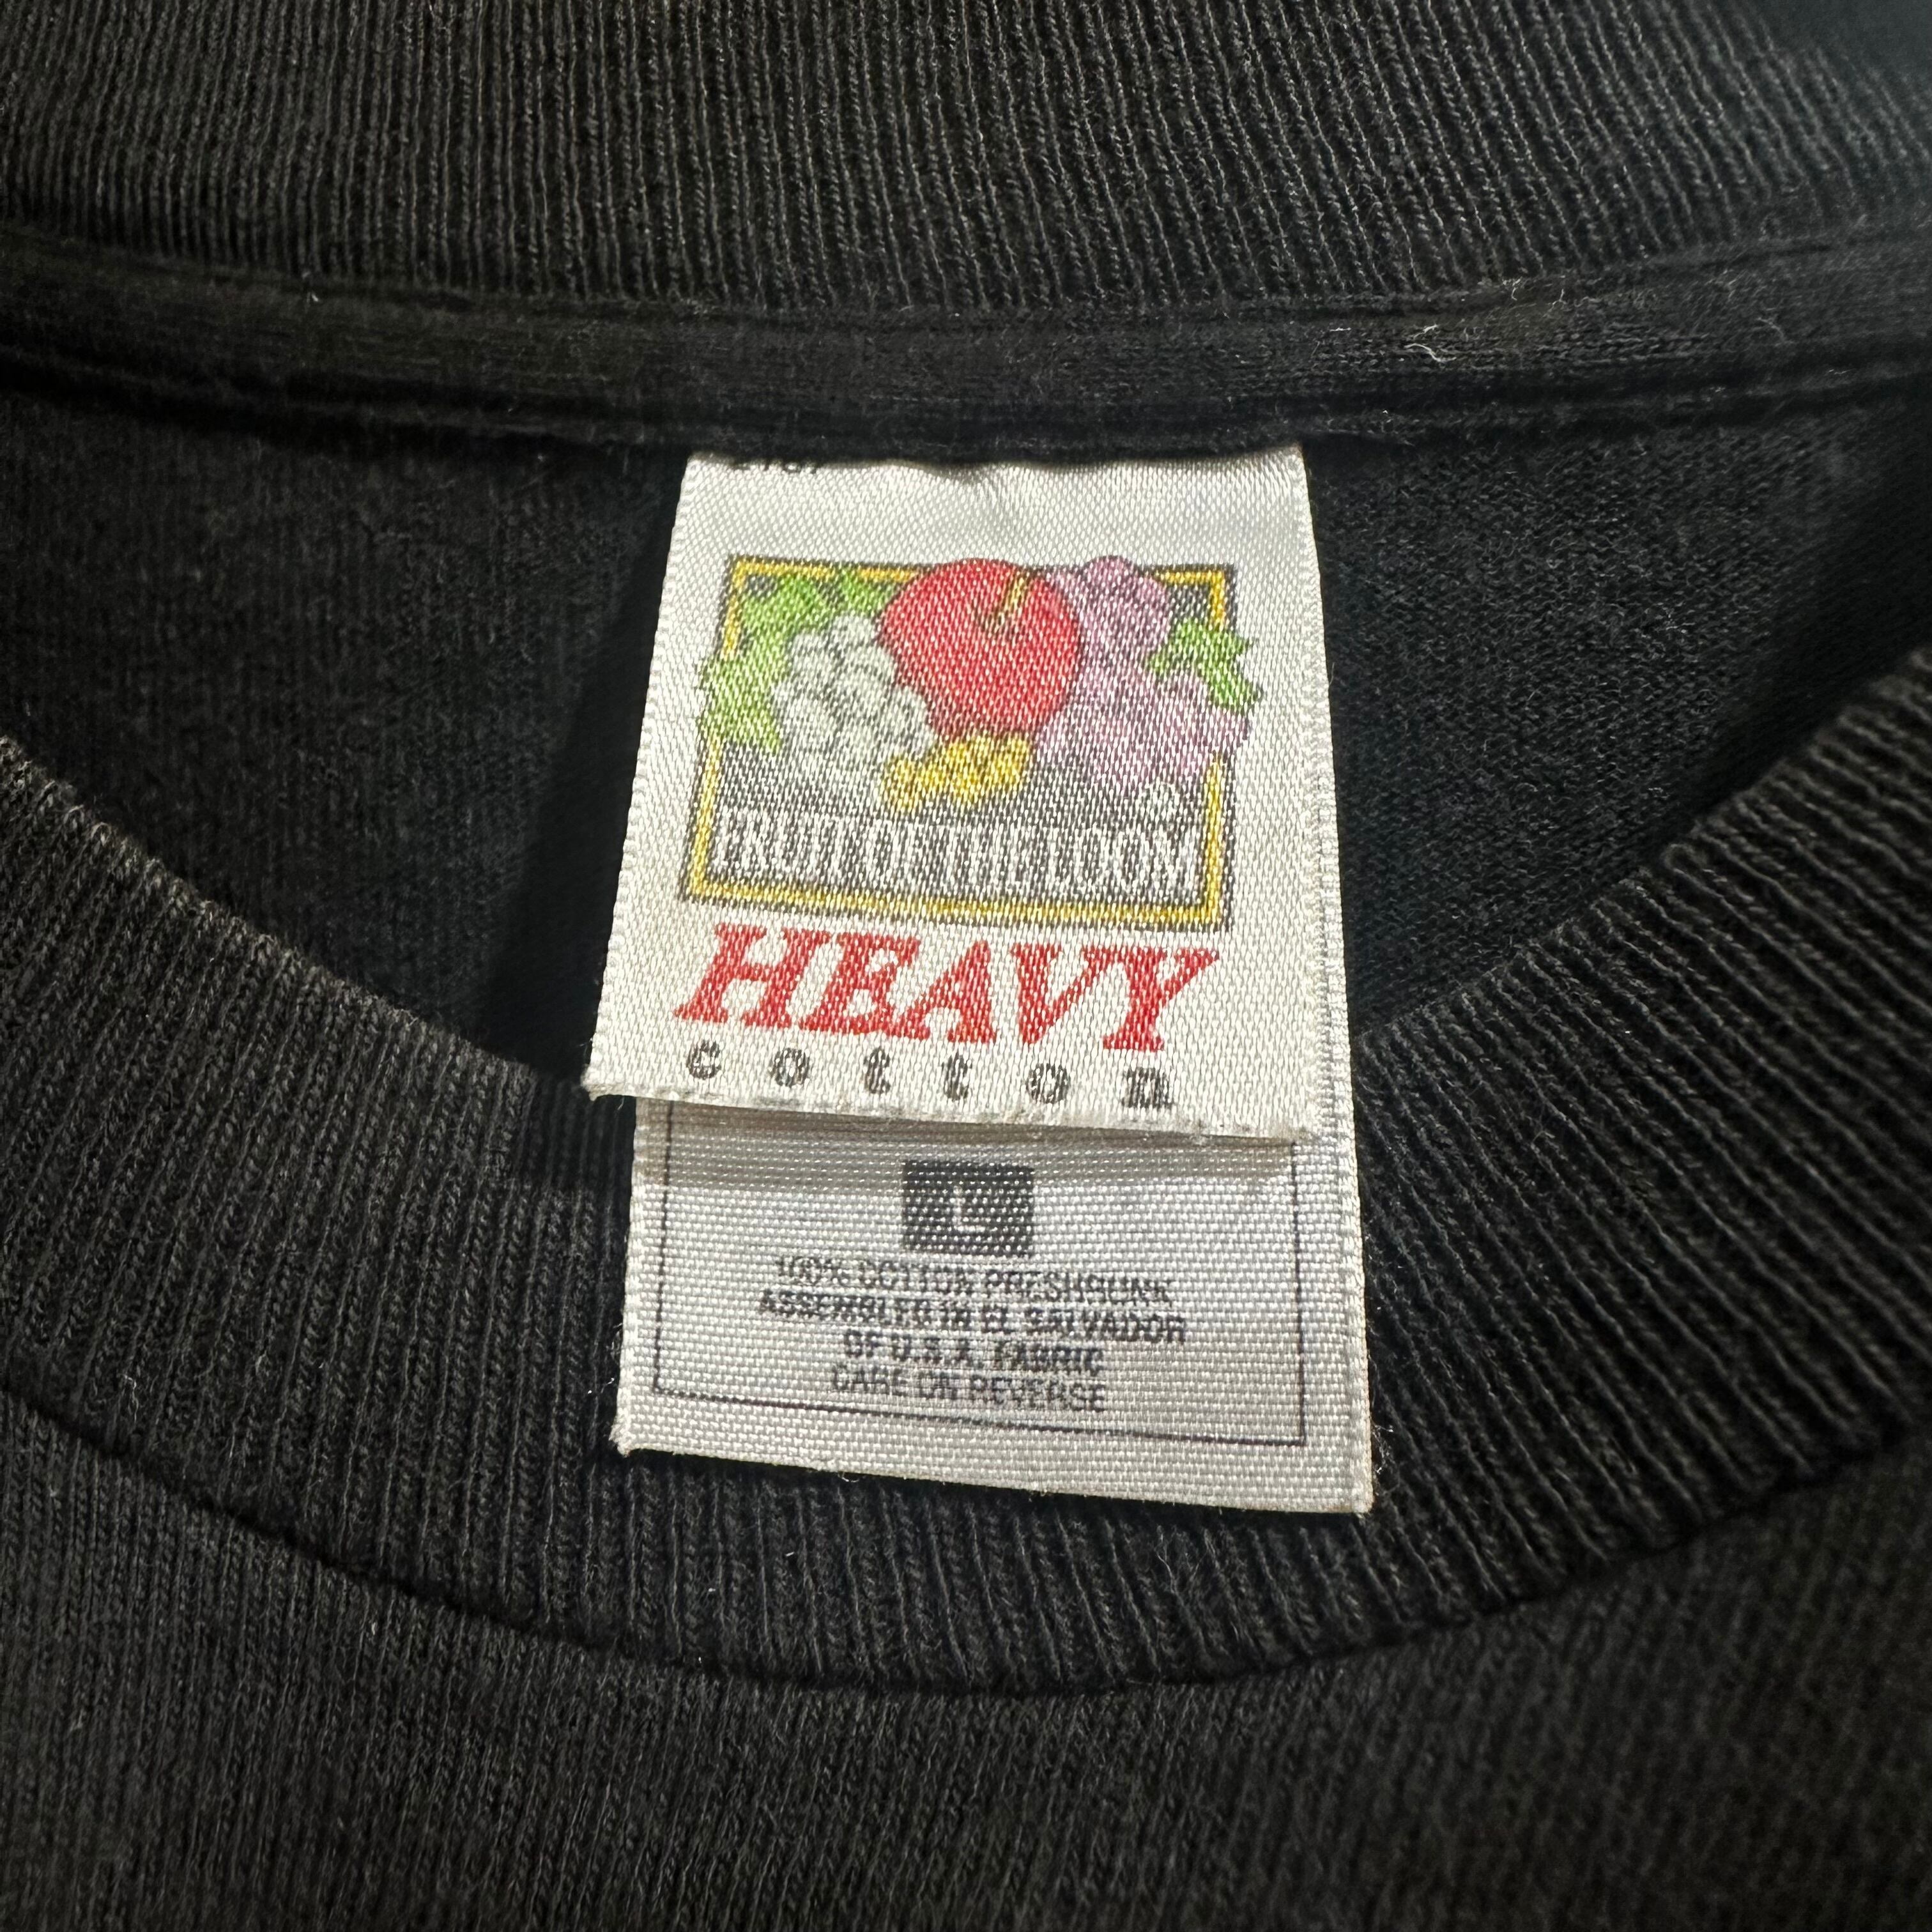 FRUIT OF THE LOOM ®
HEAVY
cotton
L
100% COTTON PRESHRUNK
ASSEMBLED IN EL SALVADOR
OF U.S.A. FABRIC
CARE ON REVERSE